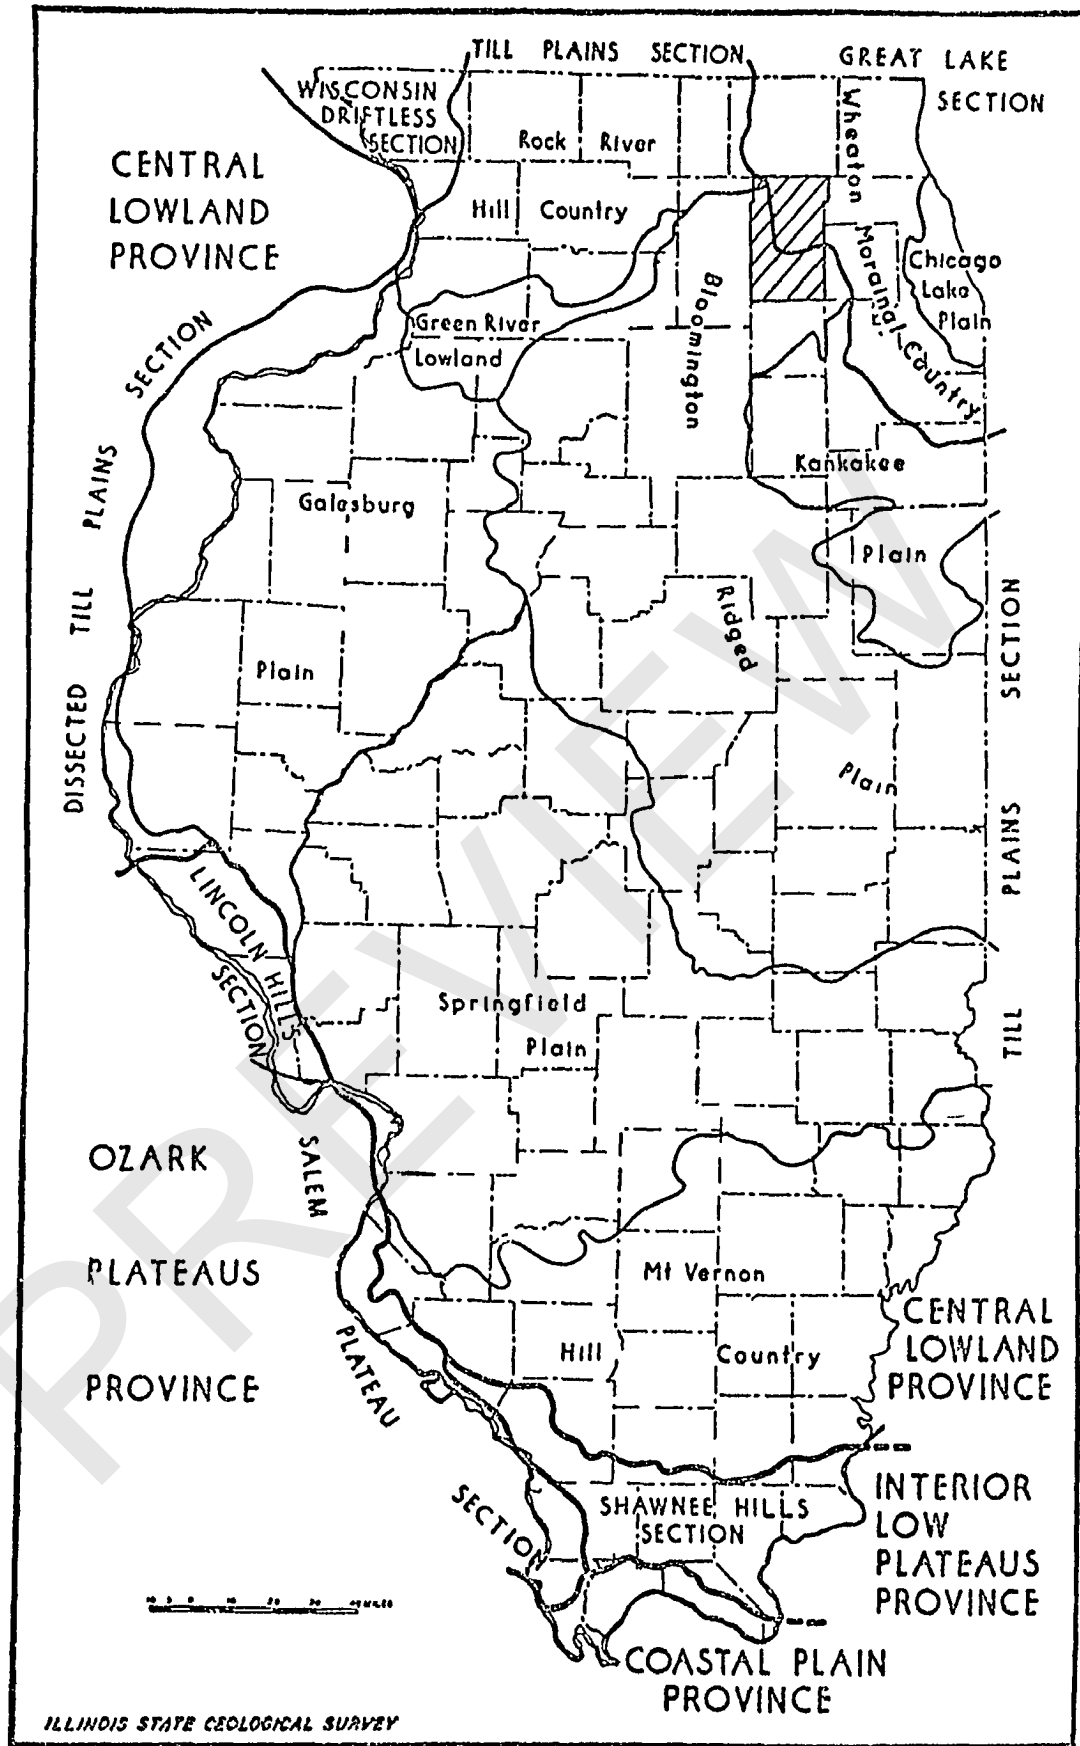 TILL PLAINS SECTION
GREAT LAKE
SECTION
WISCONSIN
DRIFTLESS
SECTION
Wheaton
Morainal Country
Rock River
Hill Country
CENTRAL
LOWLAND
PROVINCE
Chicago
Lake
Plain
Bloomington
Ridged
Plain
Green River
Lowland
DISSECTED TILL PLAINS SECTION
Kankakee
Plain
Galesburg
Plain
TILL PLAINS SECTION
LINCOLN HILLS
SECTION
Springfield
Plain
OZARK
PLATEAUS
PROVINCE
SALEM
PLATEAU
SECTION
Mt Vernon
Hill Country
CENTRAL
LOWLAND
PROVINCE
SHAWNEE HILLS
SECTION
INTERIOR
LOW
PLATEAUS
PROVINCE
COASTAL PLAIN
PROVINCE
ILLINOIS STATE GEOLOGICAL SURVEY
PREVIEW